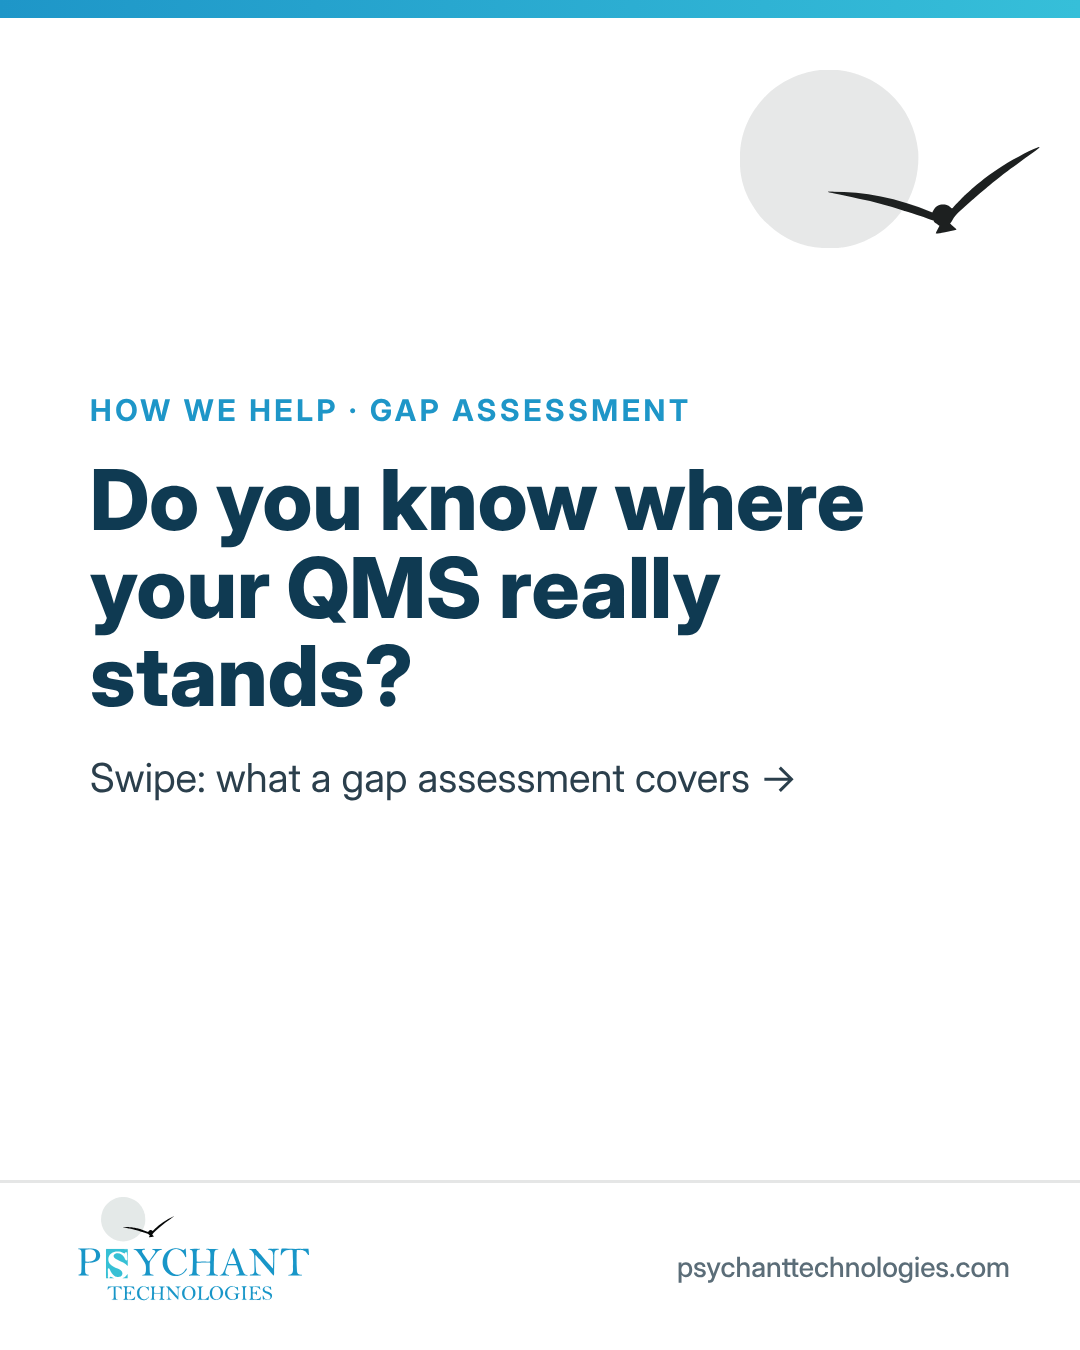 HOW WE HELP · GAP ASSESSMENT
Do you know where
your QMS really
stands?
Swipe: what a gap assessment covers →
PSYCHANT
TECHNOLOGIES
psychanttechnologies.com